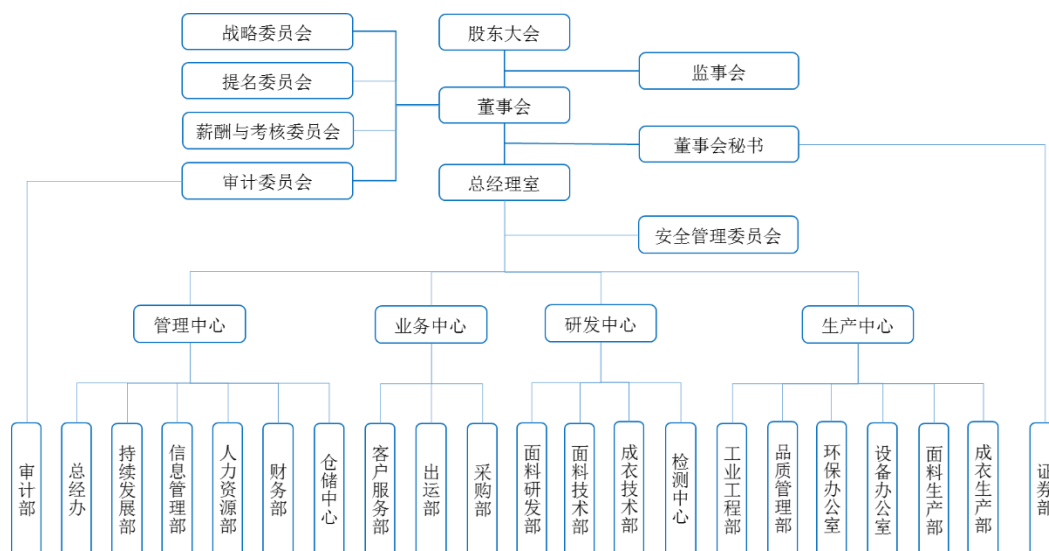 战略委员会
股东大会
提名委员会
监事会
董事会
薪酬与考核委员会
董事会秘书
审计委员会
总经理室
安全管理委员会
管理中心
业务中心
研发中心
生产中心
审计部
总经办
持续发展部
信息管理部
人力资源部
财务部
仓储中心
客户服务部
出运部
采购部
面料研发部
面料技术部
成衣技术部
检测中心
工业工程部
品质管理部
环保办公室
设备办公室
面料生产部
成衣生产部
证券部